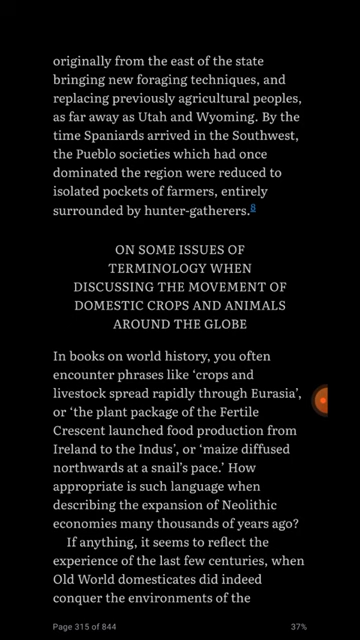 originally from the east of the state
bringing new foraging techniques, and
replacing previously agricultural peoples,
as far away as Utah and Wyoming. By the
time Spaniards arrived in the Southwest,
the Pueblo societies which had once
dominated the region were reduced to
isolated pockets of farmers, entirely
surrounded by hunter-gatherers.8
ON SOME ISSUES OF
TERMINOLOGY WHEN
DISCUSSING THE MOVEMENT OF
DOMESTIC CROPS AND ANIMALS
AROUND THE GLOBE
In books on world history, you often
encounter phrases like ‘crops and
livestock spread rapidly through Eurasia’,
or ‘the plant package of the Fertile
Crescent launched food production from
Ireland to the Indus’, or ‘maize diffused
northwards at a snail’s pace.’ How
appropriate is such language when
describing the expansion of Neolithic
economies many thousands of years ago?
If anything, it seems to reflect the
experience of the last few centuries, when
Old World domesticates did indeed
conquer the environments of the
Page 315 of 844 37%